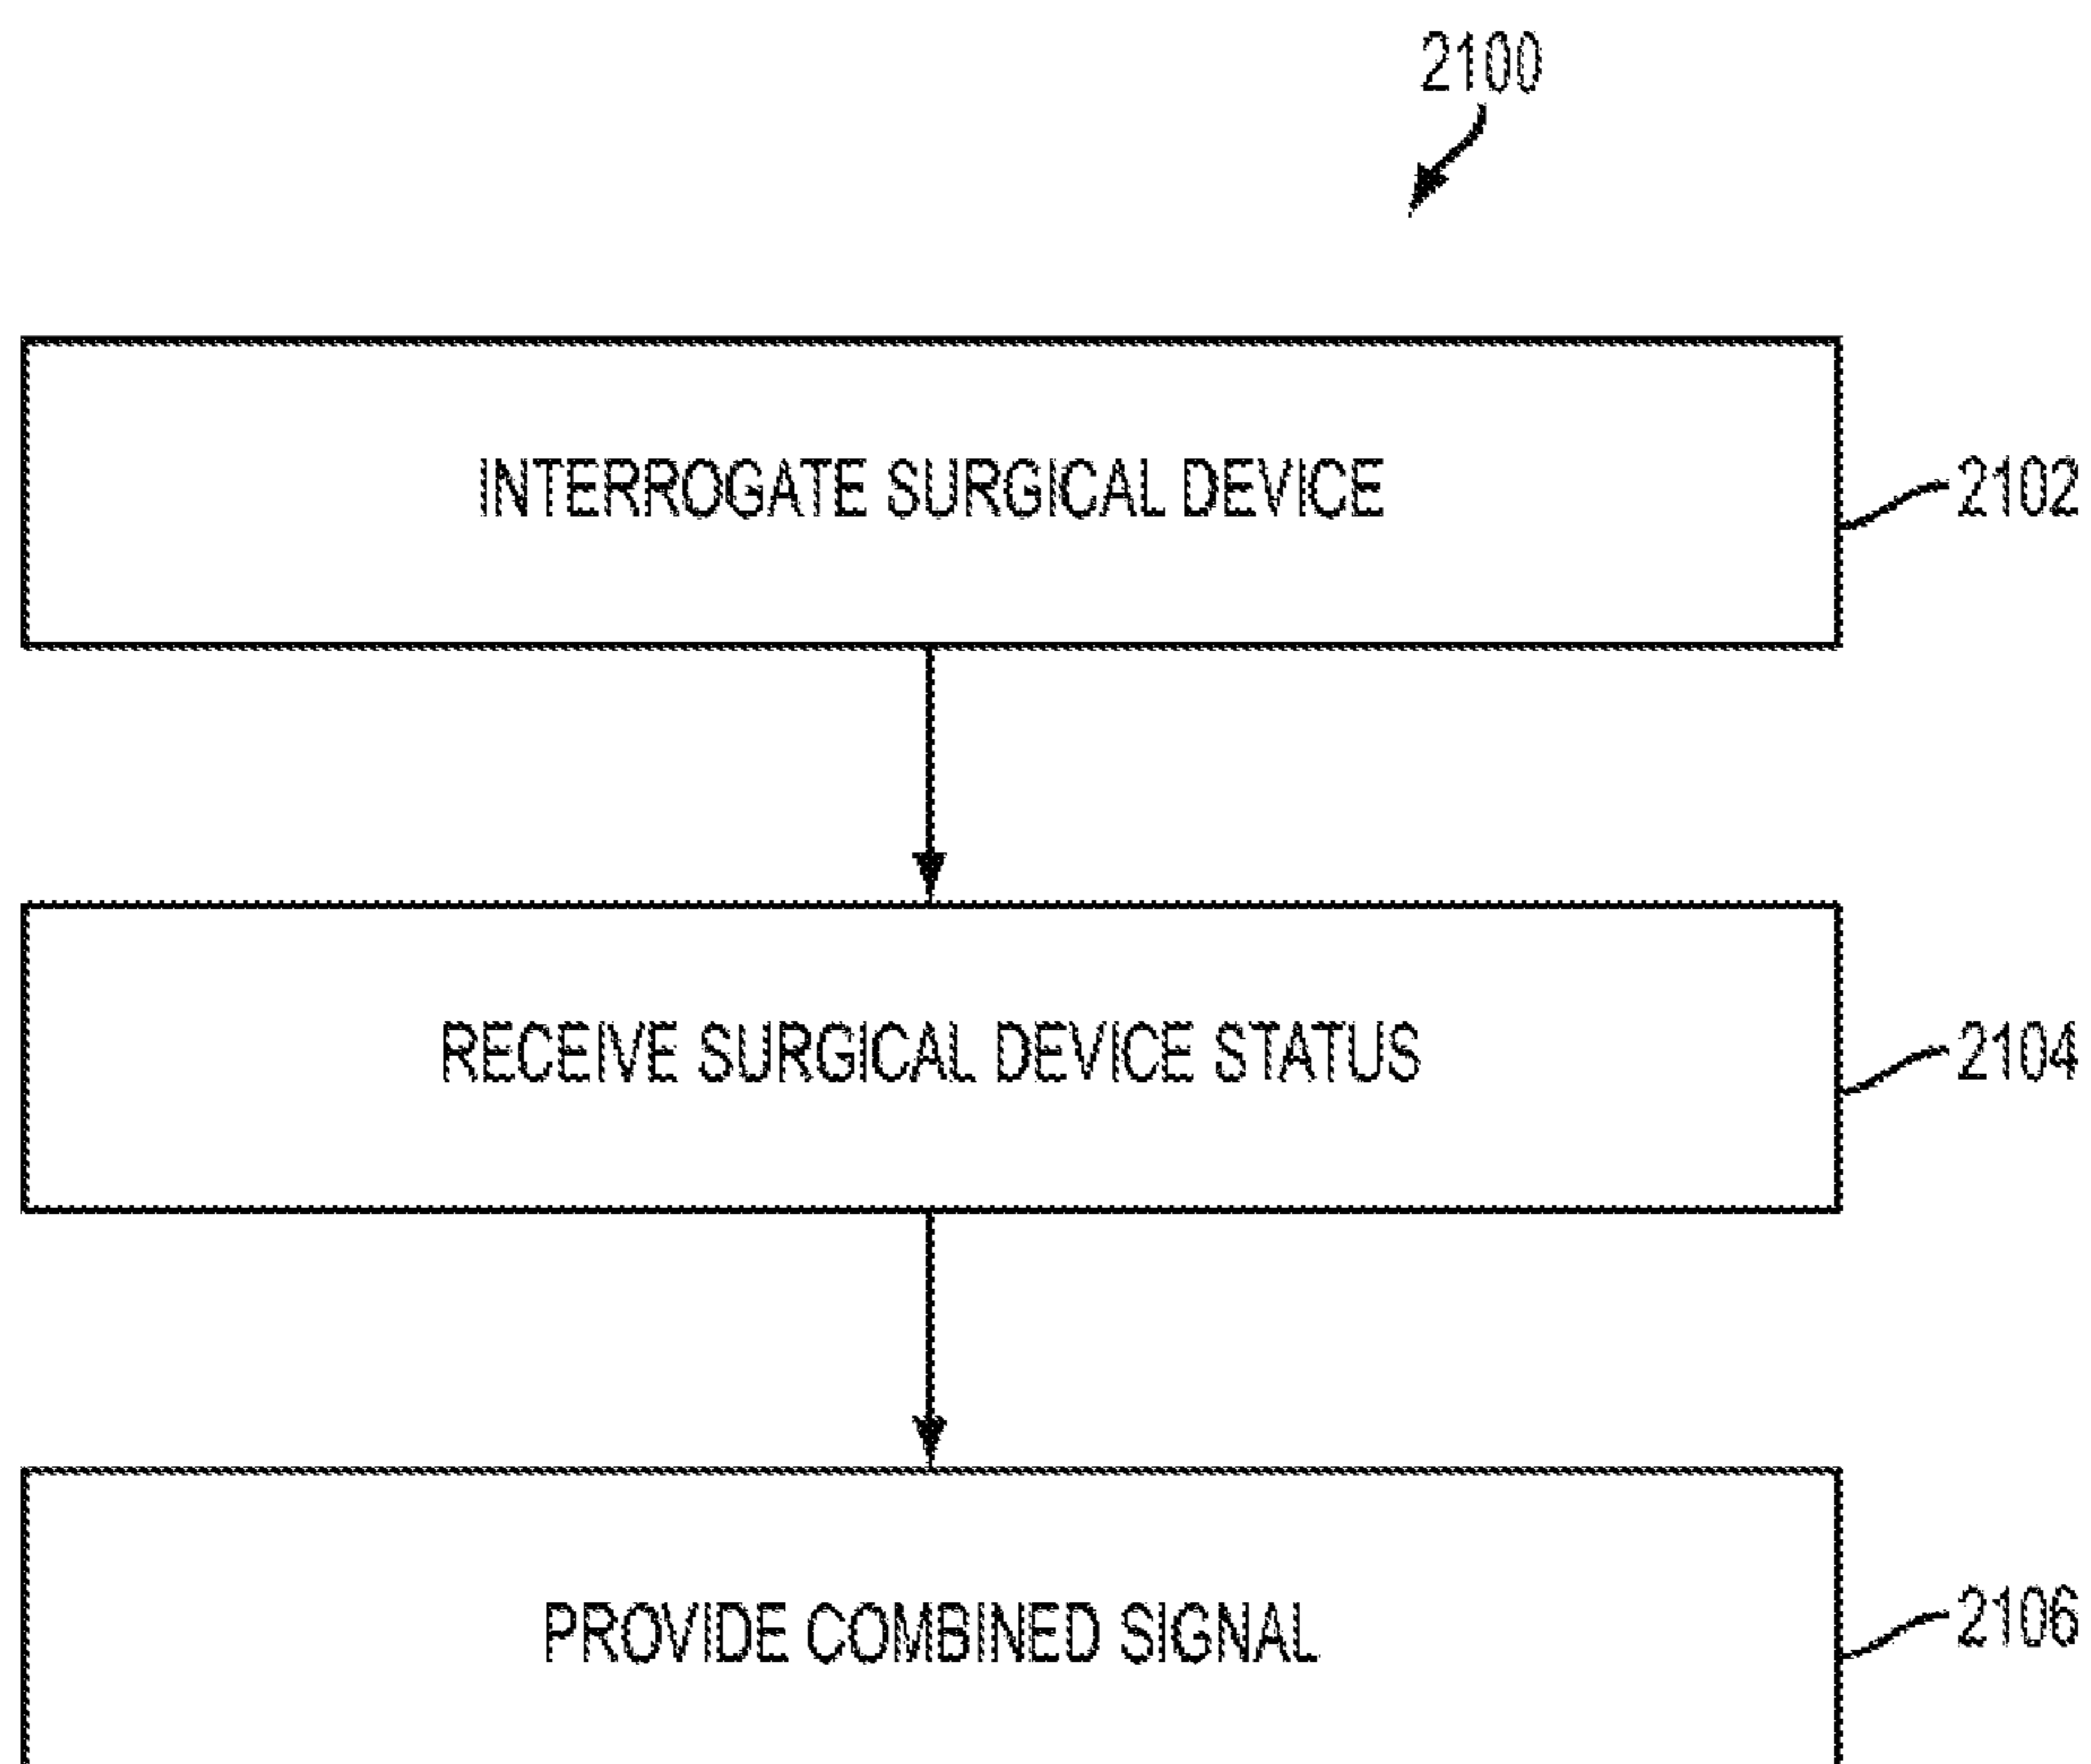 2100
INTERROGATE SURGICAL DEVICE
2102
RECEIVE SURGICAL DEVICE STATUS
2104
PROVIDE COMBINED SIGNAL
2106